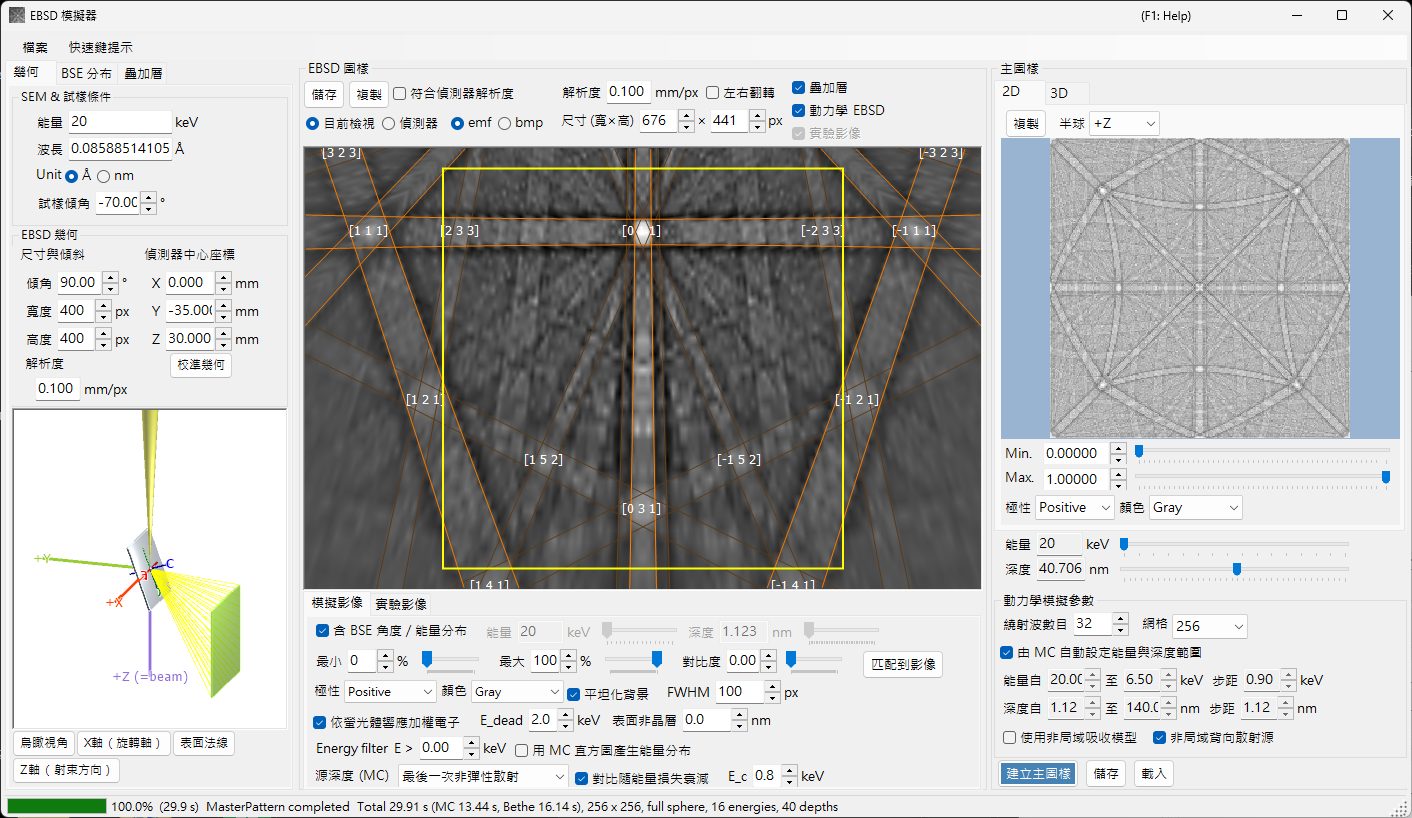 EBSD 模擬器 (F1: Help)
檔案 快速鍵提示
幾何 BSE 分布 疊加層
SEM & 試樣條件
能量 20 keV
波長 0.08588514105 Å
Unit Å nm
試樣傾角 -70.00 °
EBSD 幾何
尺寸與傾斜 偵測器中心座標
傾角 90.00 ° X 0.000 mm
寬度 400 px Y -35.000 mm
高度 400 px Z 30.000 mm
解析度 校準幾何
0.100 mm/px
+Y
C
a
+X
+Z (=beam)
鳥瞰視角 X軸 ( 旋轉軸 ) 表面法線
Z軸 ( 射束方向 )
EBSD 圖樣
儲存 複製 符合偵測器解析度 解析度 0.100 mm/px 左右翻轉 疊加層
目前檢視 偵測器 emf bmp 尺寸 (寬×高) 676 × 441 px 動力學 EBSD
實驗影像
[3 2 3] [-3 2 3]
[1 1 1] [2 3 3] [0 1 1] [-2 3 3] [-1 1 1]
[1 2 1] [-1 2 1]
[1 5 2] [-1 5 2]
[0 3 1]
[1 4 1] [-1 4 1]
模擬影像 實驗影像
含 BSE 角度 / 能量分布 能量 20 keV 深度 1.123 nm
最小 0 % 最大 100 % 對比度 0.00 匹配到影像
極性 Positive 顏色 Gray 平坦化背景 FWHM 100 px
依螢光體響應加權電子 E_dead 2.0 keV 表面非晶層 0.0 nm
Energy filter E > 0.00 keV 用 MC 直方圖產生能量分布
源深度 (MC) 最後一次非彈性散射 對比隨能量損失衰減 E_c 0.8 keV
主圖樣
2D 3D
複製 半球 +Z
Min. 0.00000
Max. 1.00000
極性 Positive 顏色 Gray
能量 20 keV
深度 40.706 nm
動力學模擬參數
繞射波數目 32 網格 256
由 MC 自動設定能量與深度範圍
能量自 20.00 至 6.50 keV 步距 0.90 keV
深度自 1.12 至 140.0 nm 步距 1.12 nm
使用非局域吸收模型 非局域背向散射源
建立主圖樣 儲存 載入
100.0% (29.9 s) MasterPattern completed Total 29.91 s (MC 13.44 s, Bethe 16.14 s), 256 x 256, full sphere, 16 energies, 40 depths